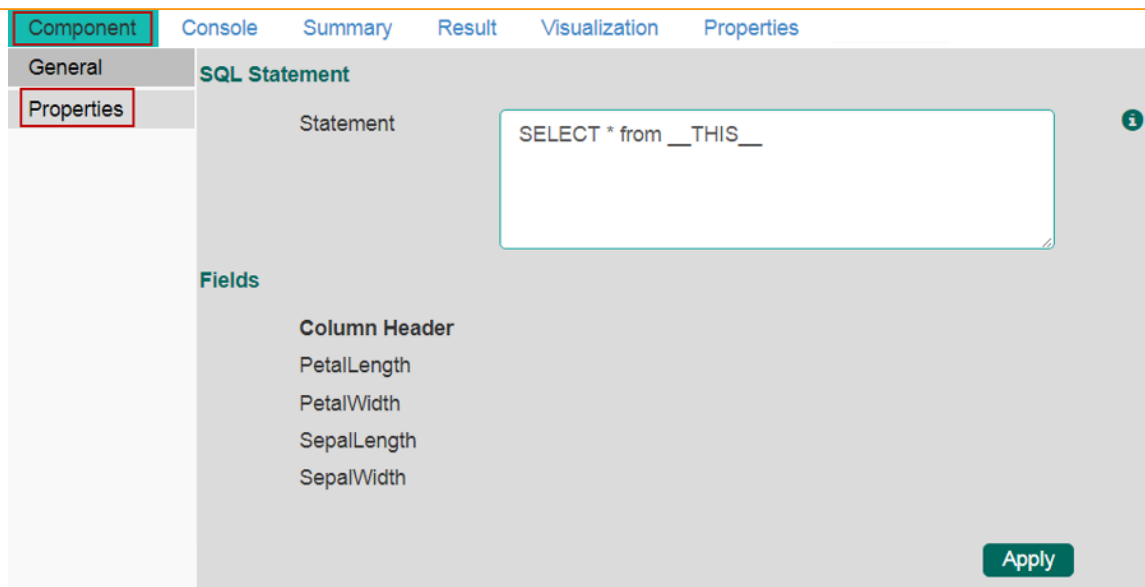 Component Console Summary Result Visualization Properties
General
Properties
SQL Statement
Statement
SELECT * from __THIS__
Fields
Column Header
PetalLength
PetalWidth
SepalLength
SepalWidth
Apply